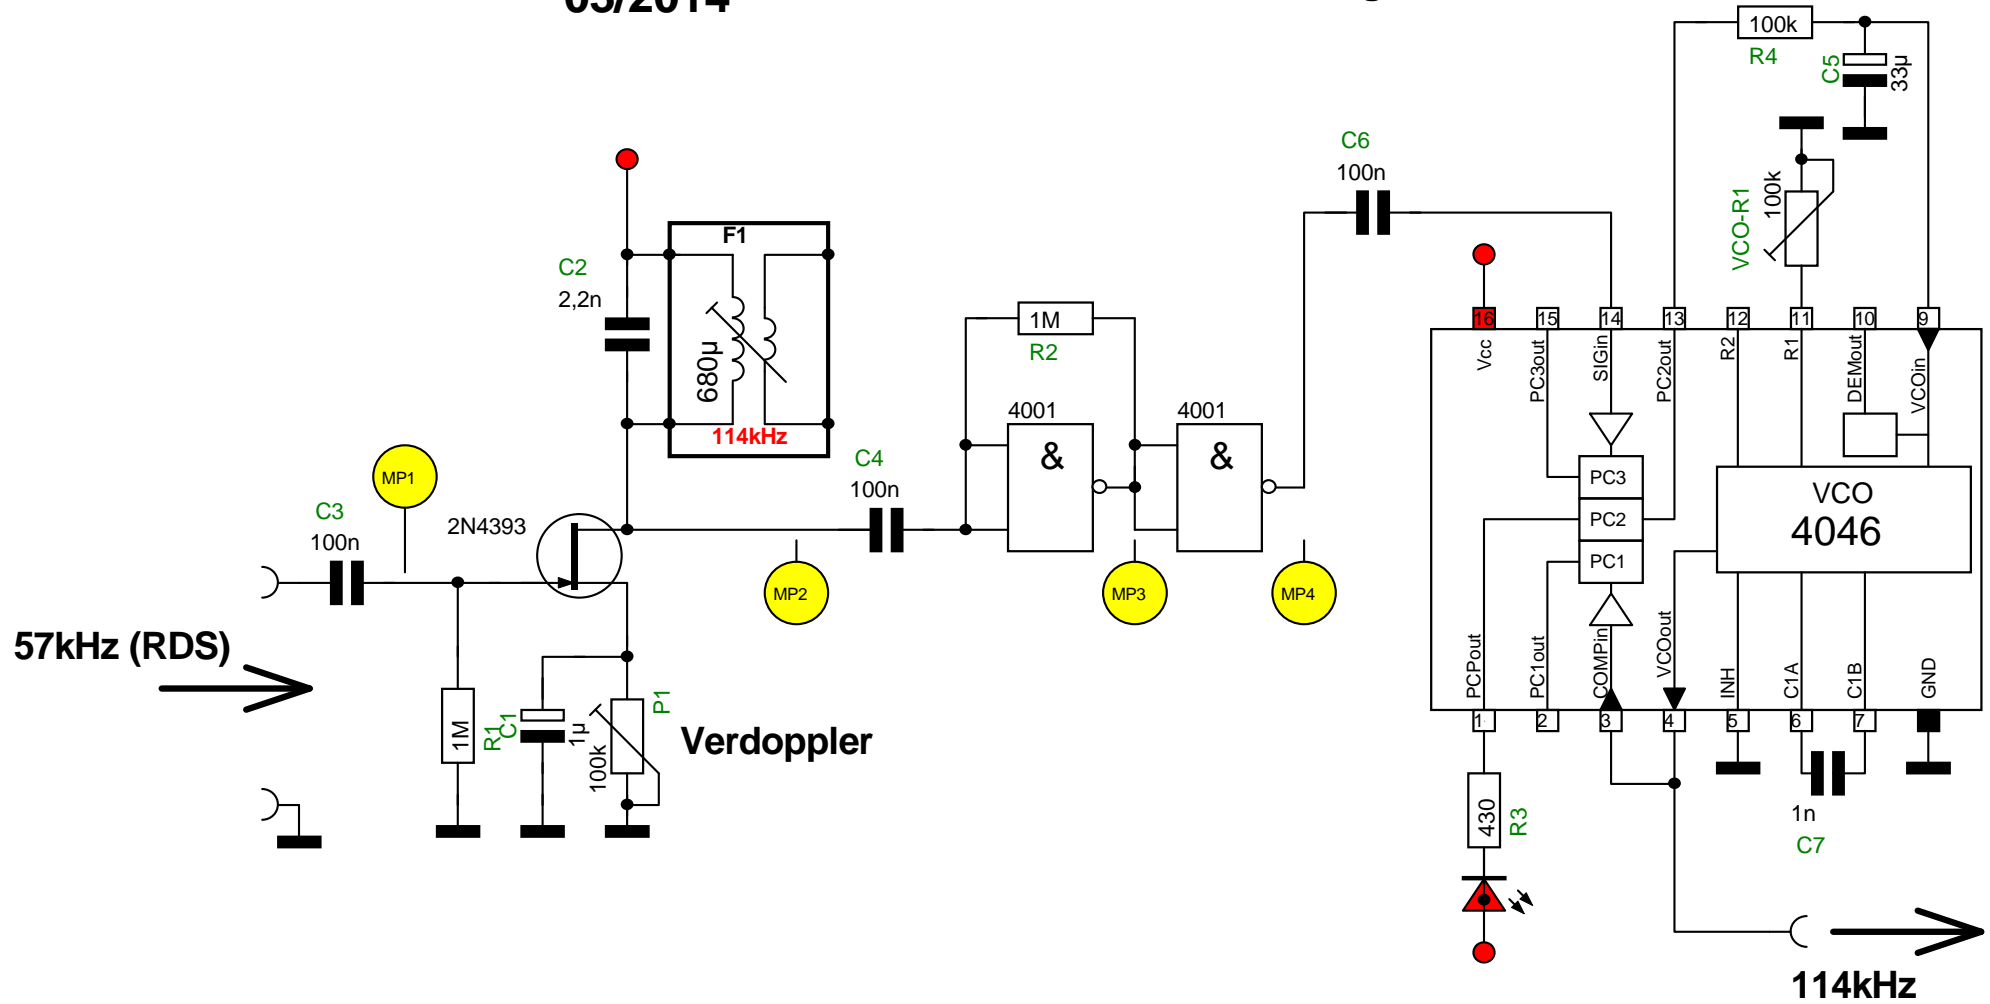 03/2014
100k
R4
C5
33µ
C6
100n
VCO-R1
100k
F1
C2
2,2n
680µ
114kHz
1M
R2
16
15
14
13
12
11
10
9
Vcc
PC3out
SIGin
PC2out
R2
R1
DEMout
VCOin
4001
&
4001
&
MP1
C4
100n
PC3
PC2
PC1
VCO
4046
C3
100n
2N4393
MP2
MP3
MP4
57kHz (RDS)
PCPout
PC1out
COMPin
VCOout
INH
C1A
C1B
GND
1
2
3
4
5
6
7
1M
R1
C1
1µ
100k
P1
Verdoppler
430
R3
1n
C7
114kHz